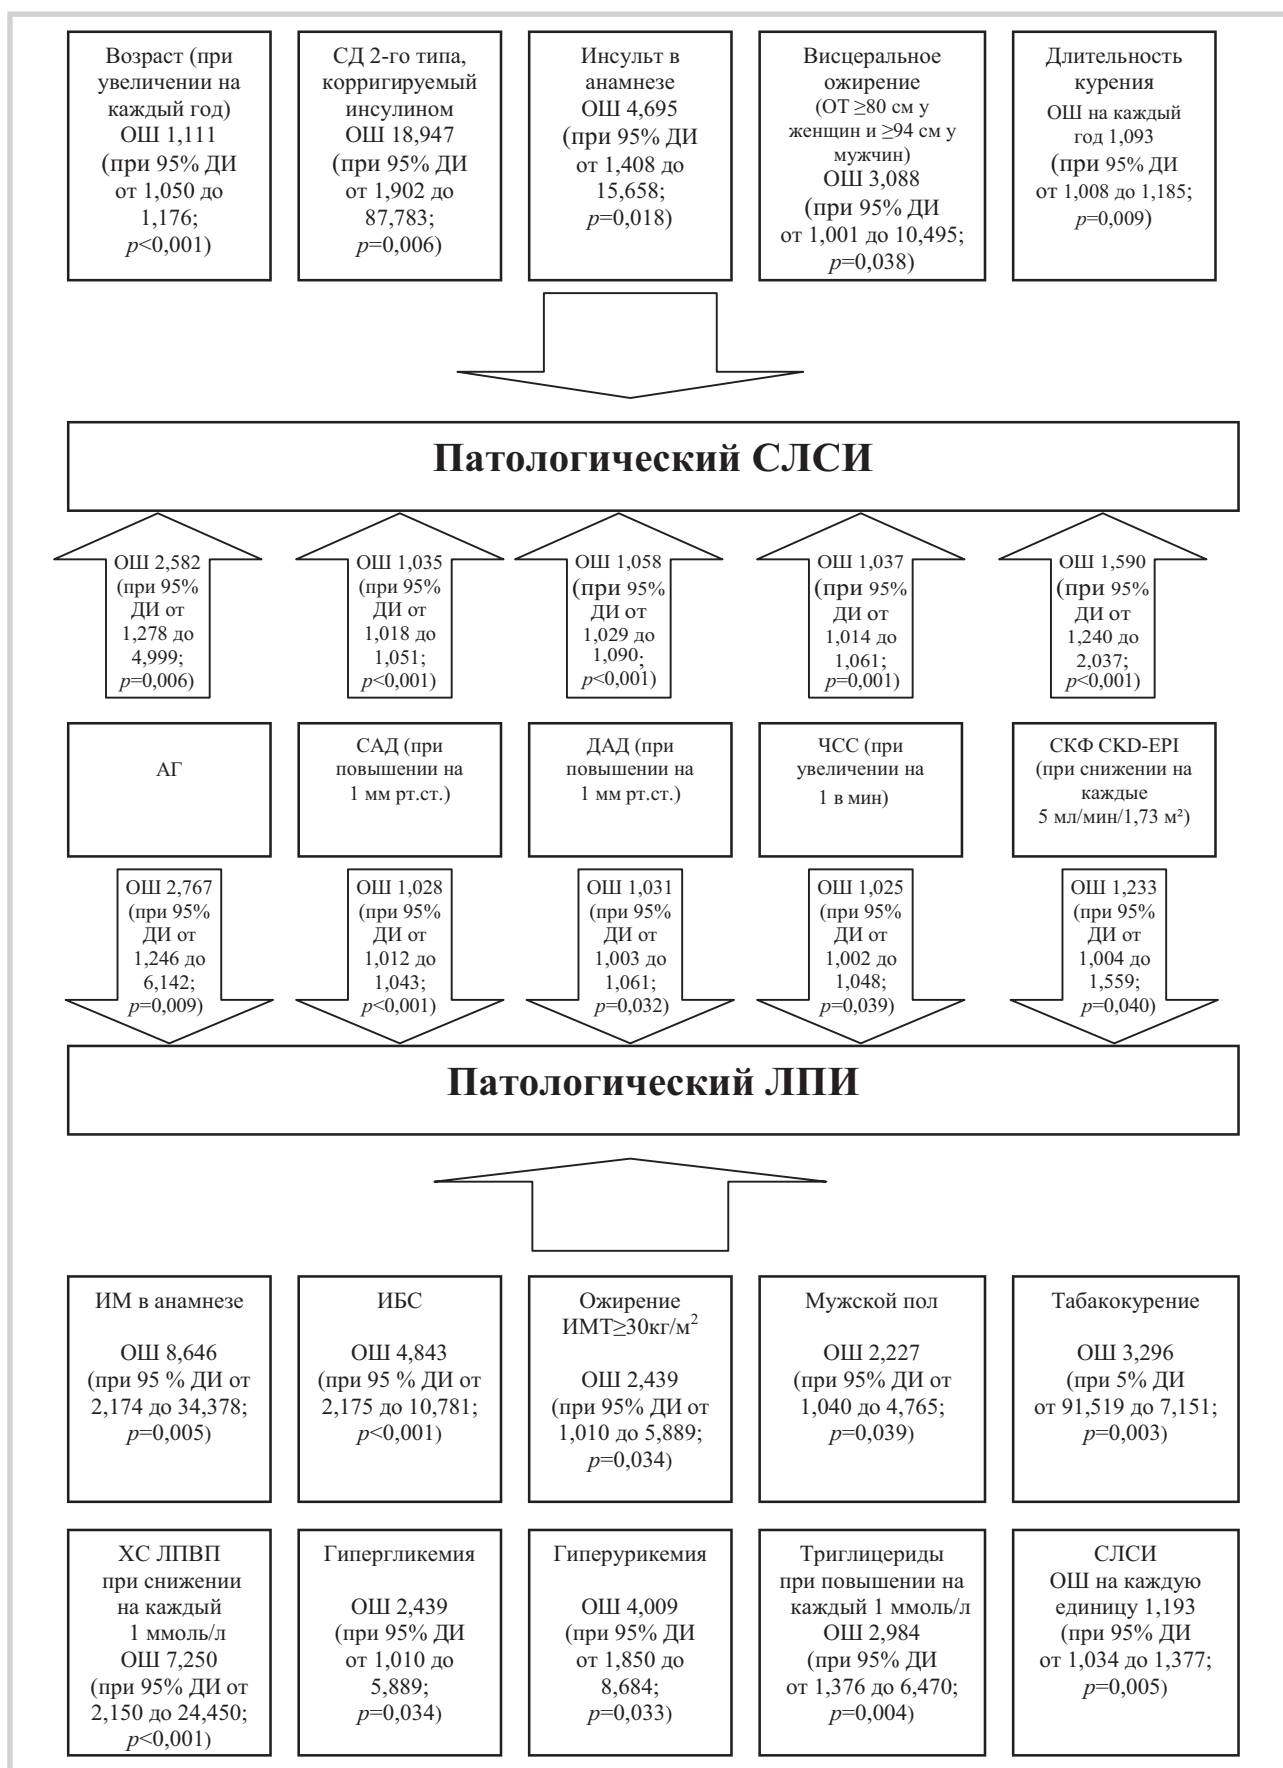 Возраст (при
увеличении на
каждый год)
ОШ 1,111
(при 95% ДИ
от 1,050 до
1,176;
p<0,001)
СД 2-го типа,
корригируемый
инсулином
ОШ 18,947
(при 95% ДИ
от 1,902 до
87,783;
p=0,006)
Инсульт в
анамнезе
ОШ 4,695
(при 95% ДИ
от 1,408 до
15,658;
p=0,018)
Висцеральное
ожирение
(ОТ ≥80 см у
женщин и ≥94 см у
мужчин)
ОШ 3,088
(при 95% ДИ
от 1,001 до 10,495;
p=0,038)
Длительность
курения
ОШ на каждый
год 1,093
(при 95% ДИ
от 1,008 до 1,185;
p=0,009)
Патологический СЛСИ
ОШ 2,582
(при 95%
ДИ от
1,278 до
4,999;
p=0,006)
ОШ 1,035
(при 95%
ДИ от
1,018 до
1,051;
p<0,001)
ОШ 1,058
(при 95%
ДИ от
1,029 до
1,090;
p<0,001)
ОШ 1,037
(при 95%
ДИ от
1,014 до
1,061;
p=0,001)
ОШ 1,590
(при 95%
ДИ от
1,240 до
2,037;
p<0,001)
АГ
САД (при
повышении на
1 мм рт.ст.)
ДАД (при
повышении на
1 мм рт.ст.)
ЧСС (при
увеличении на
1 в мин)
СКФ CKD-EPI
(при снижении на
каждые
5 мл/мин/1,73 м²)
ОШ 2,767
(при 95%
ДИ от
1,246 до
6,142;
p=0,009)
ОШ 1,028
(при 95%
ДИ от
1,012 до
1,043;
p<0,001)
ОШ 1,031
(при 95%
ДИ от
1,003 до
1,061;
p=0,032)
ОШ 1,025
(при 95%
ДИ от
1,002 до
1,048;
p=0,039)
ОШ 1,233
(при 95%
ДИ от
1,004 до
1,559;
p=0,040)
Патологический ЛПИ
ИМ в анамнезе
ОШ 8,646
(при 95 % ДИ от
2,174 до 34,378;
p=0,005)
ИБС
ОШ 4,843
(при 95 % ДИ от
2,175 до 10,781;
p<0,001)
Ожирение
ИМТ≥30кг/м²
ОШ 2,439
(при 95% ДИ от
1,010 до 5,889;
p=0,034)
Мужской пол
ОШ 2,227
(при 95% ДИ от
1,040 до 4,765;
p=0,039)
Табакокурение
ОШ 3,296
(при 5% ДИ
от 91,519 до 7,151;
p=0,003)
ХС ЛПВП
при снижении
на каждый
1 ммоль/л
ОШ 7,250
(при 95% ДИ от
2,150 до 24,450;
p<0,001)
Гипергликемия
ОШ 2,439
(при 95% ДИ
от 1,010 до
5,889;
p=0,034)
Гиперурикемия
ОШ 4,009
(при 95% ДИ
от 1,850 до
8,684;
p=0,033)
Триглицериды
при повышении на
каждый 1 ммоль/л
ОШ 2,984
(при 95% ДИ
от 1,376 до 6,470;
p=0,004)
СЛСИ
ОШ на каждую
единицу 1,193
(при 95% ДИ
от 1,034 до 1,377;
p=0,005)